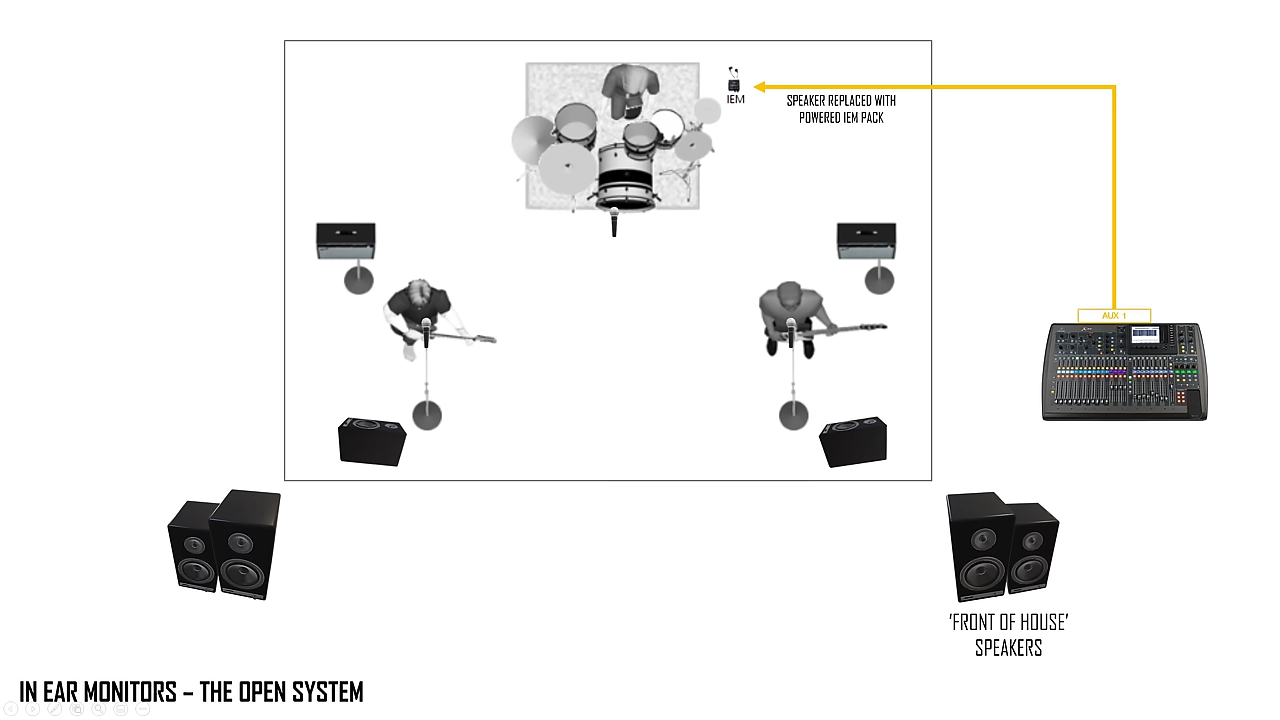 IEM
SPEAKER REPLACED WITH
POWERED IEM PACK
AUX 1
'FRONT OF HOUSE'
SPEAKERS
IN EAR MONITORS – THE OPEN SYSTEM